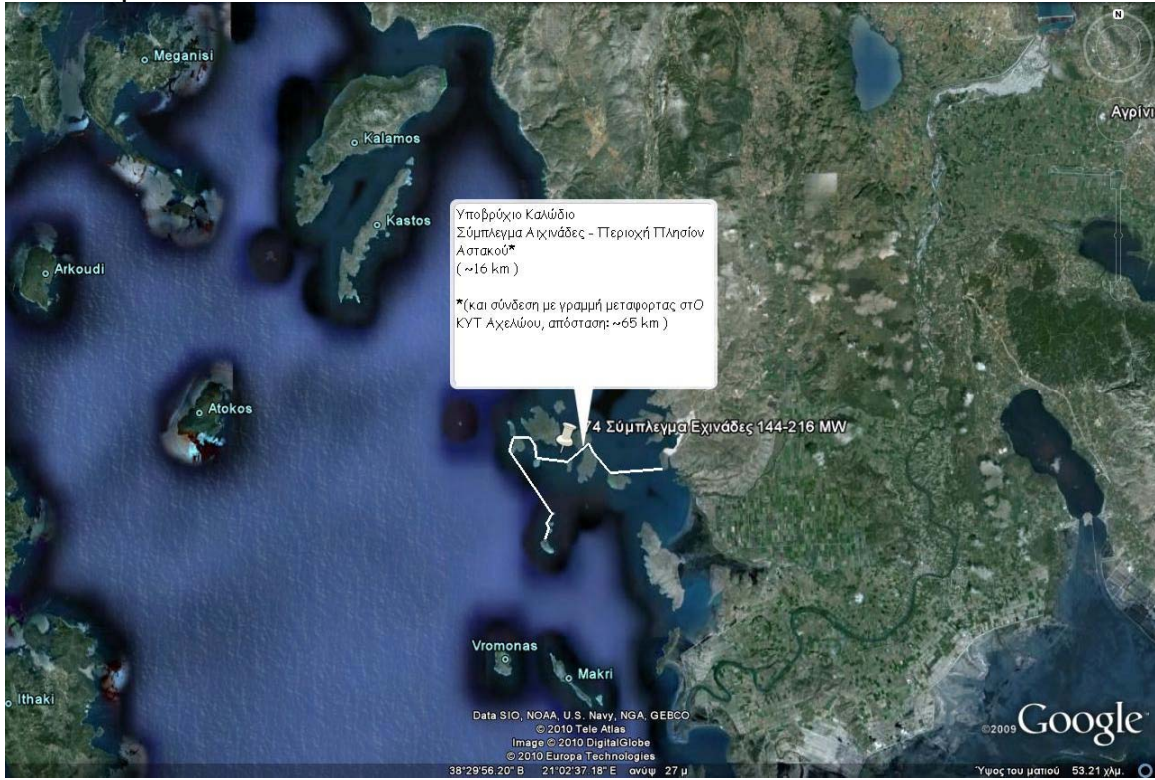 N
Meganisi
Αγρίνι
Kalamos
Υποβρύχιο Καλώδιο
Σύμπλεγμα Αιχινάδες - Περιοχή Πλησίον
Αστακού*
( ~16 km )
*(και σύνδεση με γραμμή μεταφορτας στΟ
ΚΥΤ Αχελώου, απόσταση: ~65 km )
Kastos
Arkoudi
Atokos
74 Σύμπλεγμα Εχινάδες 144-216 MW
Vromonas
Makri
Ithaki
Data SIO, NOAA, U.S. Navy, NGA, GEBCO
© 2010 Tele Atlas
Image © 2010 DigitalGlobe
© 2010 Europa Technologies
©2009 Google
38°29'56.20" Β 21°02'37.18" Ε ανύψ 27 μ
Ύψος του ματιού 53.21 χλμ.